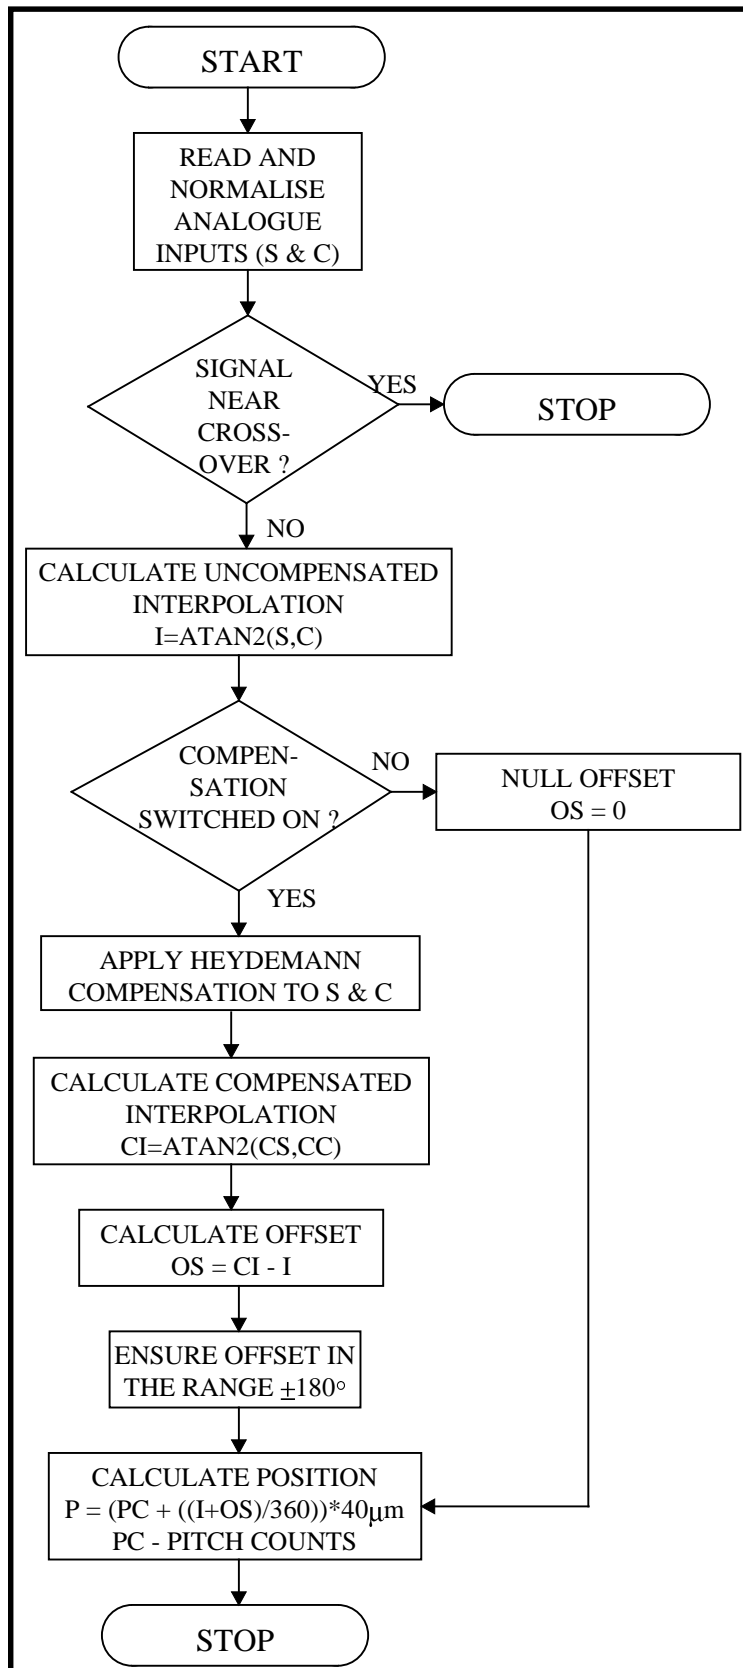 START
READ AND
NORMALISE
ANALOGUE
INPUTS (S & C)
SIGNAL
NEAR
CROSS-
OVER ?
YES
STOP
NO
CALCULATE UNCOMPENSATED
INTERPOLATION
I=ATAN2(S,C)
COMPEN-
SATION
SWITCHED ON ?
NO
NULL OFFSET
OS = 0
YES
APPLY HEYDEMANN
COMPENSATION TO S & C
CALCULATE COMPENSATED
INTERPOLATION
CI=ATAN2(CS,CC)
CALCULATE OFFSET
OS = CI - I
ENSURE OFFSET IN
THE RANGE ±180°
CALCULATE POSITION
P = (PC + ((I+OS)/360))*40μm
PC - PITCH COUNTS
STOP